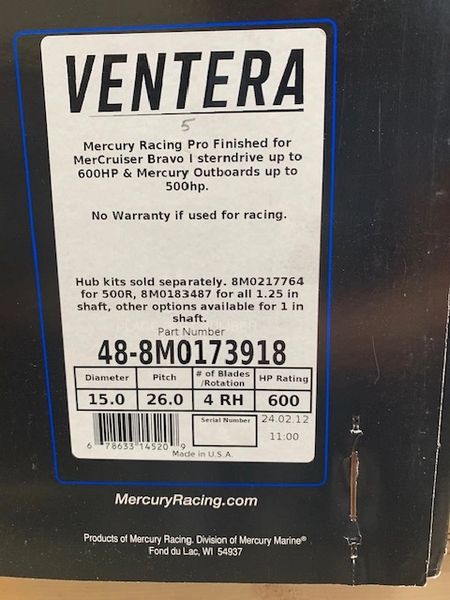 VENTERA
5
Mercury Racing Pro Finished for
MerCruiser Bravo I sterndrive up to
600HP & Mercury Outboards up to
500hp.
No Warranty if used for racing.
Hub kits sold separately. 8M0217764
for 500R, 8M0183487 for all 1.25 in
shaft, other options available for 1 in
shaft.
Part Number
48-8M0173918
Diameter Pitch # of Blades /Rotation HP Rating
15.0 26.0 4 RH 600
Serial Number 24.02.12
11:00
6 78633 14520 9
Made in U.S.A.
MercuryRacing.com
Products of Mercury Racing. Division of Mercury Marine®
Fond du Lac, WI 54937